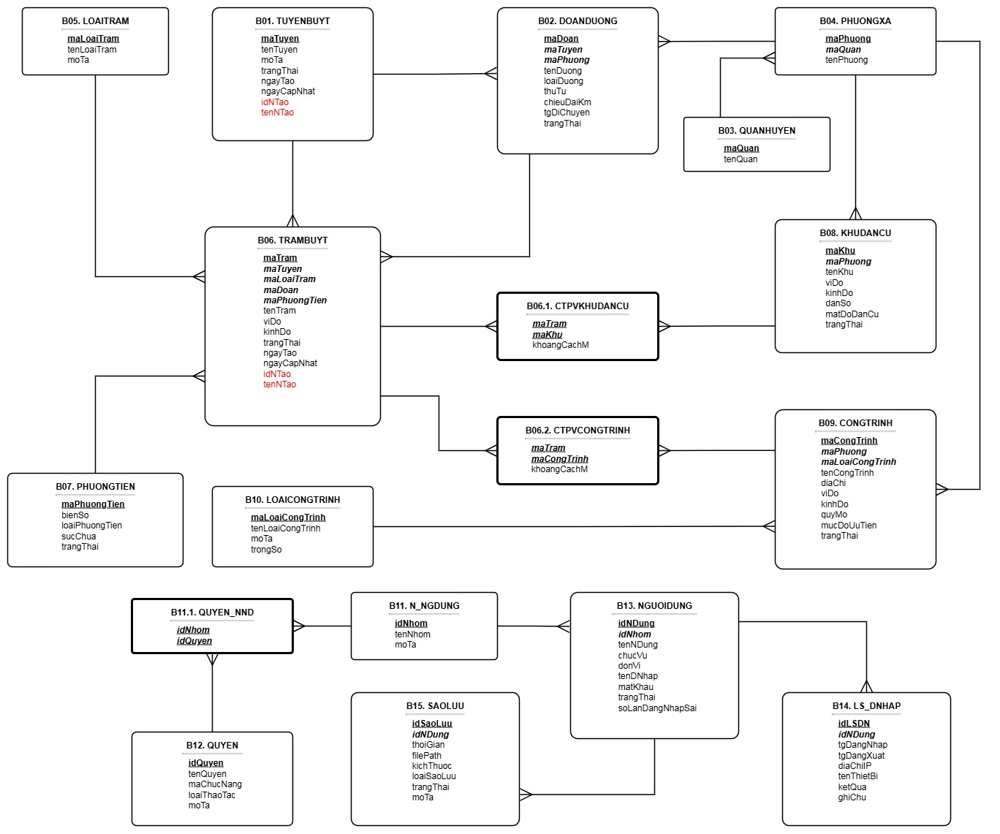 B05. LOAITRAM
maLoaiTram
tenLoaiTram
moTa
B01. TUYENBUYT
maTuyen
tenTuyen
moTa
trangThai
ngayTao
ngayCapNhat
idNTao
tenNTao
B02. DOANDUONG
maDoan
maTuyen
maPhuong
tenDuong
loaiDuong
thuTu
chieuDaiKm
tgDiChuyen
trangThai
B04. PHUONGXA
maPhuong
maQuan
tenPhuong
B03. QUANHUYEN
maQuan
tenQuan
B06. TRAMBUYT
maTram
maTuyen
maLoaiTram
maDoan
maPhuongTien
tenTram
viDo
kinhDo
trangThai
ngayTao
ngayCapNhat
idNTao
tenNTao
B08. KHUDANCU
maKhu
maPhuong
tenKhu
viDo
kinhDo
danSo
matDoDanCu
trangThai
B06.1. CTPVKHUDANCU
maTram
maKhu
khoangCachM
B06.2. CTPVCONGTRINH
maTram
maCongTrinh
khoangCachM
B09. CONGTRINH
maCongTrinh
maPhuong
maLoaiCongTrinh
tenCongTrinh
diaChi
viDo
kinhDo
quyMo
mucDoUuTien
trangThai
B07. PHUONGTIEN
maPhuongTien
bienSo
loaiPhuongTien
sucChua
trangThai
B10. LOAICONGTRINH
maLoaiCongTrinh
tenLoaiCongTrinh
moTa
trongSo
B11.1. QUYEN_NND
idNhom
idQuyen
B11. N_NGDUNG
idNhom
tenNhom
moTa
B13. NGUOIDUNG
idNDung
idNhom
tenNDung
chucVu
donVi
tenDNhap
matKhau
trangThai
soLanDangNhapSai
B12. QUYEN
idQuyen
tenQuyen
maChucNang
loaiThaoTac
moTa
B15. SAOLUU
idSaoLuu
idNDung
thoiGian
filePath
kichThuoc
loaiSaoLuu
trangThai
moTa
B14. LS_DNHAP
idLSDN
idNDung
tgDangNhap
tgDangXuat
diaChiIP
tenThietBi
ketQua
ghiChu